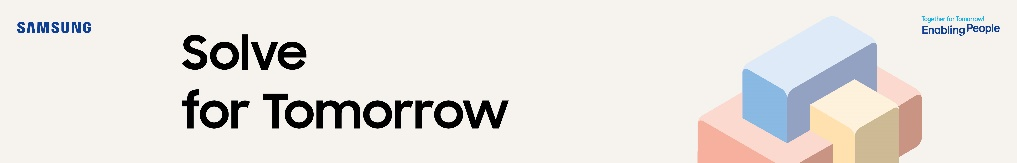 SAMSUNG
Solve
for Tomorrow
Together for Tomorrow!
Enabling People